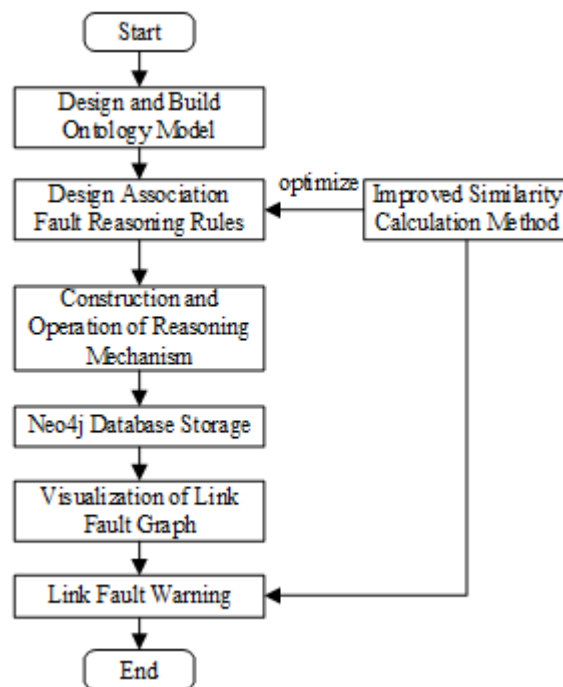 Start
Design and Build
Ontology Model
Design Association
Fault Reasoning Rules
optimize
Improved Similarity
Calculation Method
Construction and
Operation of Reasoning
Mechanism
Neo4j Database Storage
Visualization of Link
Fault Graph
Link Fault Warning
End